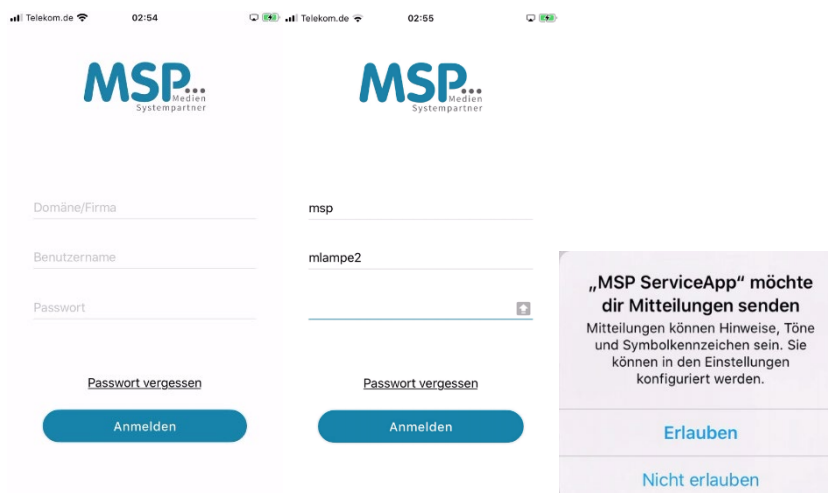 Telekom.de 02:54
MSP...
Medien
Systempartner
Domäne/Firma
Benutzername
Passwort
Passwort vergessen
Anmelden
Telekom.de 02:55
MSP...
Medien
Systempartner
msp
mlampe2
Passwort vergessen
Anmelden
„MSP ServiceApp“ möchte
dir Mitteilungen senden
Mitteilungen können Hinweise, Töne
und Symbolkennzeichen sein. Sie
können in den Einstellungen
konfiguriert werden.
Erlauben
Nicht erlauben